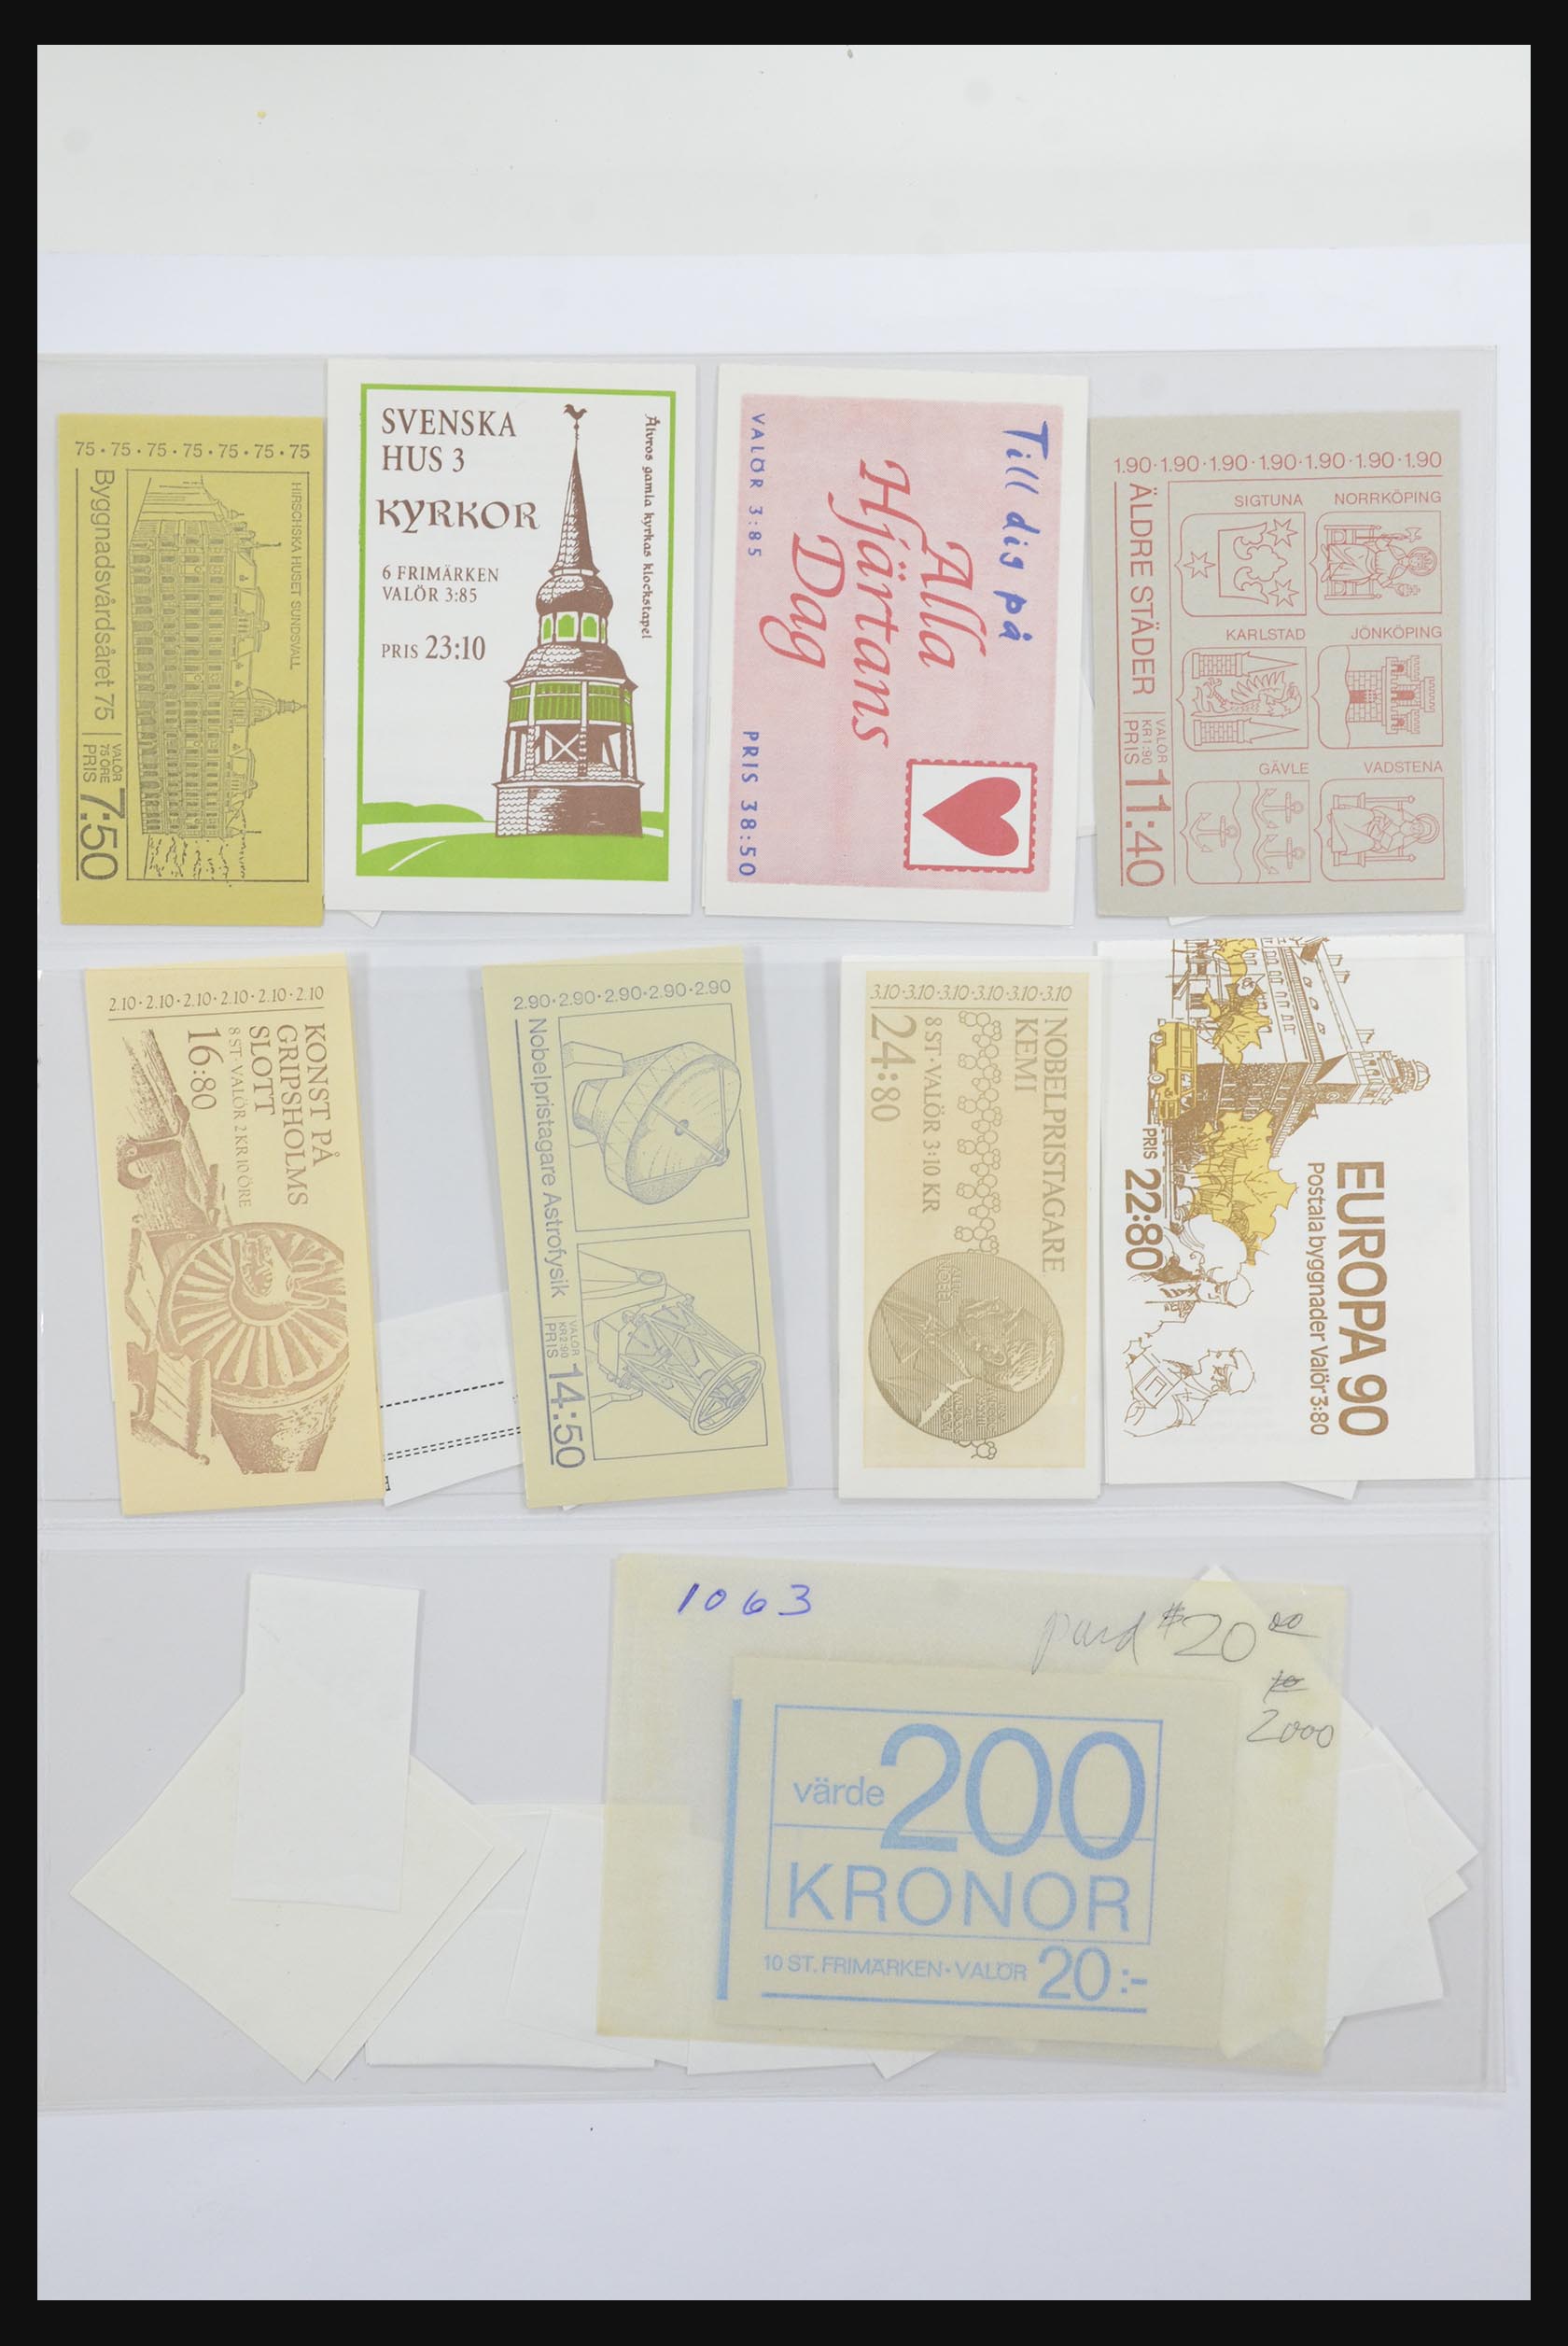 75 • 75 • 75 • 75 • 75 • 75 • 75
HIRSCHSKA HUSET SUNDSVALL
Byggnadsvårdsåret 75
VALÖR
75 ÖRE
PRIS 7:50
SVENSKA
HUS 3
KYRKOR
6 FRIMÄRKEN
VALÖR 3:85
PRIS 23:10
Älvros gamla kyrkas klockstapel
Till dig på
Alla
Hjärtans
Dag
VALÖR 3:85
PRIS 38:50
1.90·1.90·1.90·1.90·1.90·1.90·1.90
SIGTUNA NORRKÖPING
KARLSTAD JÖNKÖPING
GÄVLE VADSTENA
ÄLDRE STÄDER
VALÖR
KR 1:90
PRIS 11:40
2.10·2.10·2.10·2.10·2.10·2.10
KONST PÅ
GRIPSHOLMS
SLOTT
8 ST·VALÖR 2 KR 10 ÖRE
16:80
2.90·2.90·2.90·2.90·2.90
Nobelpristagare Astrofysik
VALÖR
KR 2:90
PRIS 14:50
3.10·3.10·3.10·3.10·3.10·3.10
NOBELPRISTAGARE
KEMI
8 ST·VALÖR 3:10 KR
24:80
EUROPA 90
Postala byggnader Valör 3:80
PRIS 22:80
1063
paid $20 00
2000
värde 200
KRONOR
10 ST. FRIMÄRKEN·VALÖR 20:-